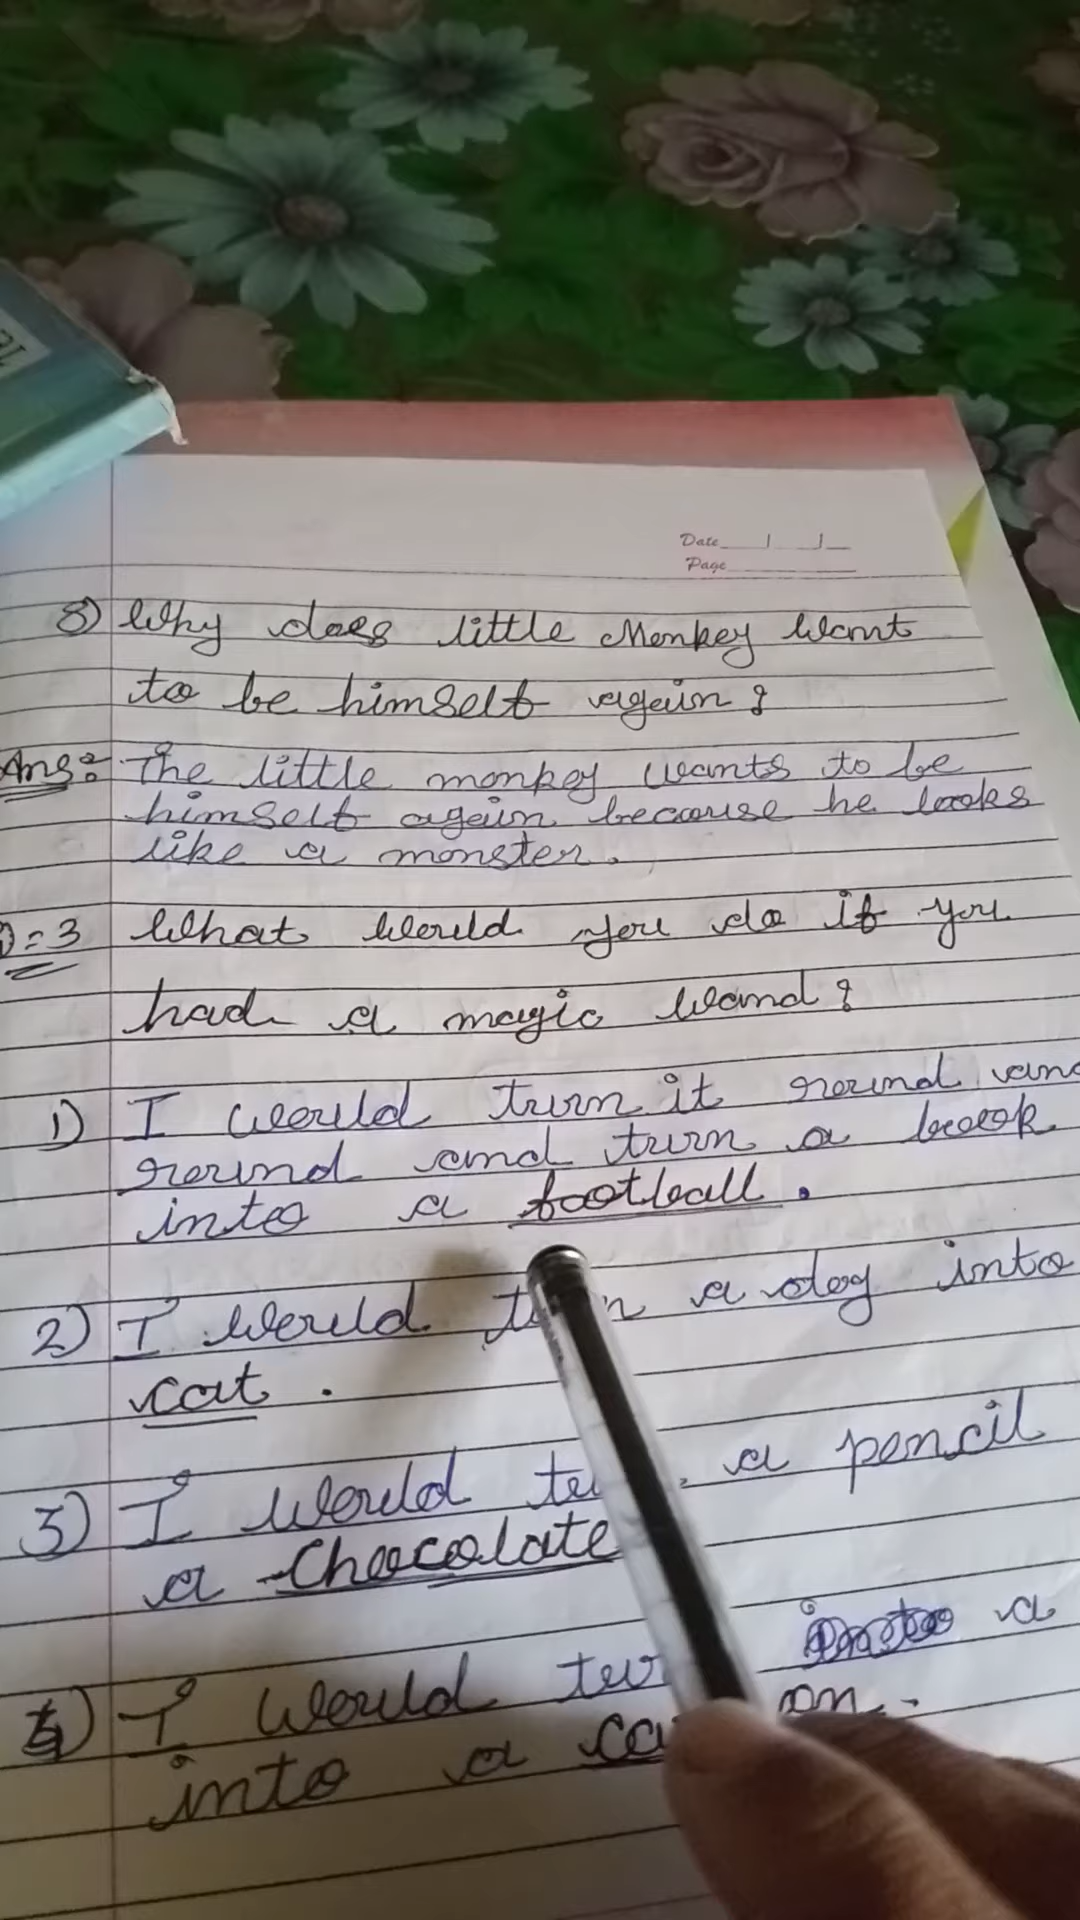 Date
Page
8) Why does little Monkey Want
to be himself again?
Ans: The little monkey wants to be
himself again because he looks
like a monster.
=3 What would you do if you
had a magic Wand?
1) I would turn it round and
round and turn a book
into a football.
2) I Would a dog into
cat.
3) I Would a pencil
a Chocolate
4) I Would into a
into a